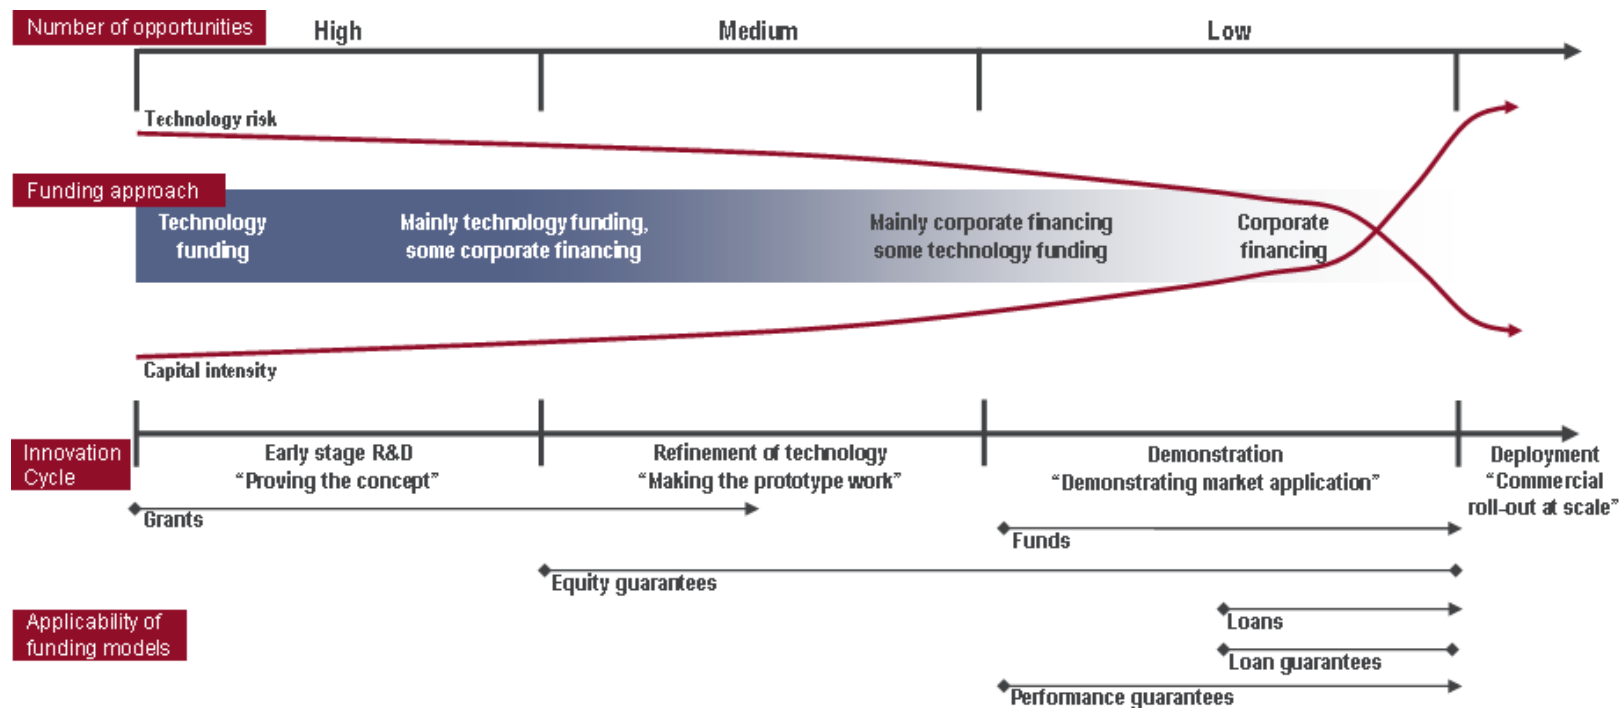 Number of opportunities
High
Medium
Low
Technology risk
Funding approach
Technology
funding
Mainly technology funding,
some corporate financing
Mainly corporate financing
some technology funding
Corporate
financing
Capital intensity
Innovation
Cycle
Early stage R&D
“Proving the concept”
Refinement of technology
“Making the prototype work”
Demonstration
“Demonstrating market application”
Deployment
“Commercial
roll-out at scale”
Grants
Funds
Equity guarantees
Applicability of
funding models
Loans
Loan guarantees
Performance guarantees